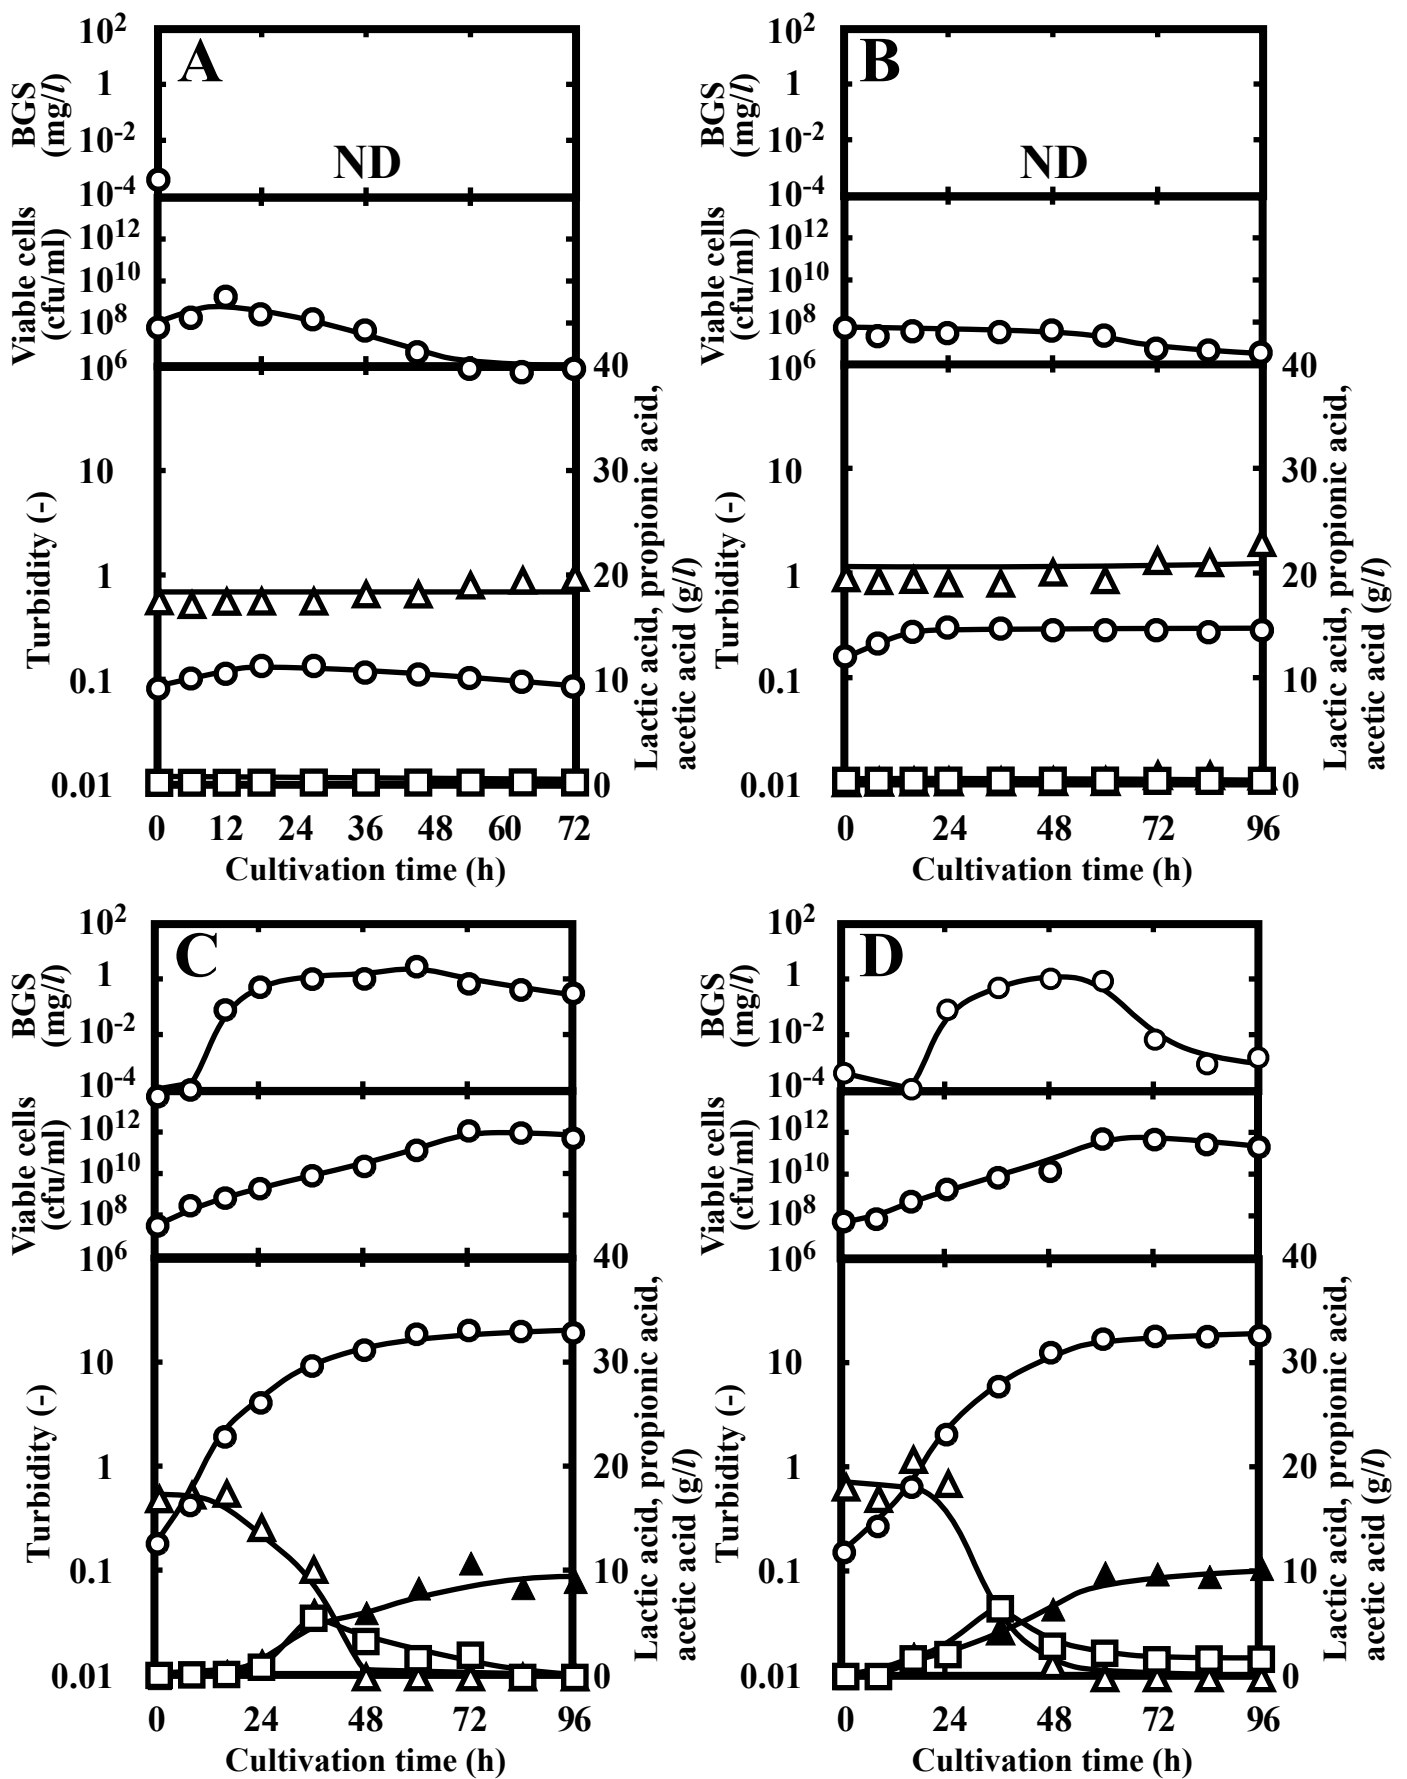 A
BGS
(mg/l)
10²
1
10⁻²
10⁻⁴
ND
Viable cells
(cfu/ml)
10¹²
10¹⁰
10⁸
10⁶
Turbidity (-)
10
1
0.1
0.01
40
30
20
10
0
Lactic acid, propionic acid,
acetic acid (g/l)
0 12 24 36 48 60 72
Cultivation time (h)
B
BGS
(mg/l)
10²
1
10⁻²
10⁻⁴
ND
Viable cells
(cfu/ml)
10¹²
10¹⁰
10⁸
10⁶
Turbidity (-)
10
1
0.1
0.01
40
30
20
10
0
Lactic acid, propionic acid,
acetic acid (g/l)
0 24 48 72 96
Cultivation time (h)
C
BGS
(mg/l)
10²
1
10⁻²
10⁻⁴
Viable cells
(cfu/ml)
10¹²
10¹⁰
10⁸
10⁶
Turbidity (-)
10
1
0.1
0.01
40
30
20
10
0
Lactic acid, propionic acid,
acetic acid (g/l)
0 24 48 72 96
Cultivation time (h)
D
BGS
(mg/l)
10²
1
10⁻²
10⁻⁴
Viable cells
(cfu/ml)
10¹²
10¹⁰
10⁸
10⁶
Turbidity (-)
10
1
0.1
0.01
40
30
20
10
0
Lactic acid, propionic acid,
acetic acid (g/l)
0 24 48 72 96
Cultivation time (h)